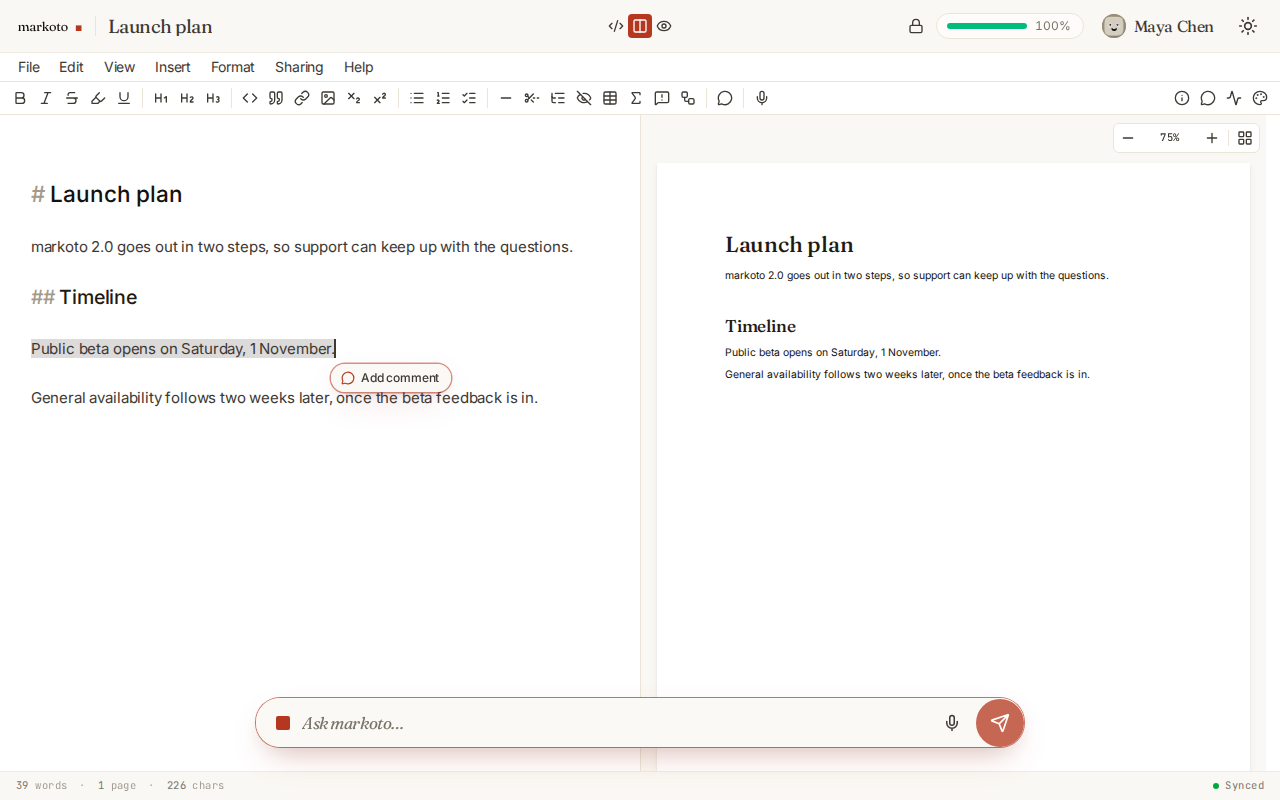 markoto
Launch plan
100%
Maya Chen
File Edit View Insert Format Sharing Help
H1 H2 H3
75%
# Launch plan
markoto 2.0 goes out in two steps, so support can keep up with the questions.
## Timeline
Public beta opens on Saturday, 1 November.
Add comment
General availability follows two weeks later, once the beta feedback is in.
Launch plan
markoto 2.0 goes out in two steps, so support can keep up with the questions.
Timeline
Public beta opens on Saturday, 1 November.
General availability follows two weeks later, once the beta feedback is in.
Ask markoto...
39 words · 1 page · 226 chars
Synced